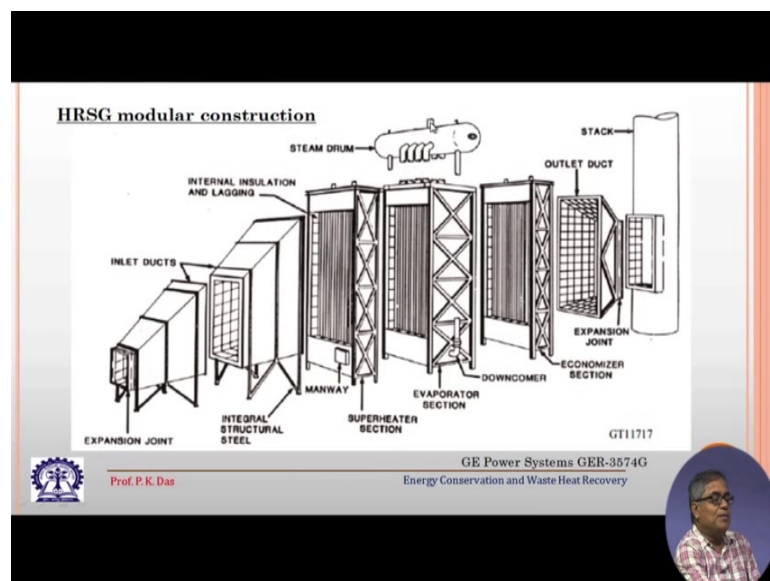 HRSG modular construction
STEAM DRUM
STACK
OUTLET DUCT
INTERNAL INSULATION
AND LAGGING
INLET DUCTS
EXPANSION
JOINT
ECONOMIZER
SECTION
DOWNCOMER
MANWAY
EVAPORATOR
SECTION
SUPERHEATER
SECTION
INTEGRAL
STRUCTURAL
STEEL
EXPANSION JOINT
GT11717
GE Power Systems GER-3574G
Prof. P. K. Das
Energy Conservation and Waste Heat Recovery